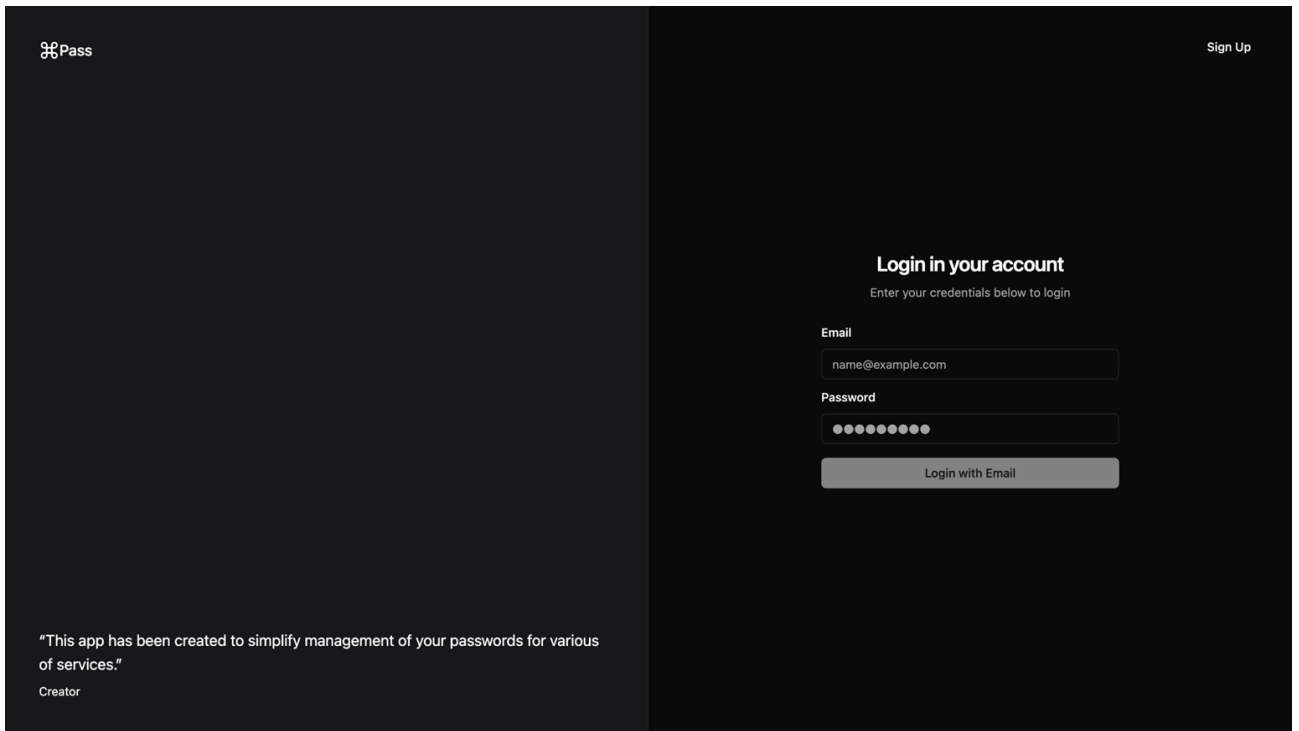 ⌘Pass
Sign Up
Login in your account
Enter your credentials below to login
Email
name@example.com
Password
●●●●●●●●●
Login with Email
“This app has been created to simplify management of your passwords for various
of services.”
Creator